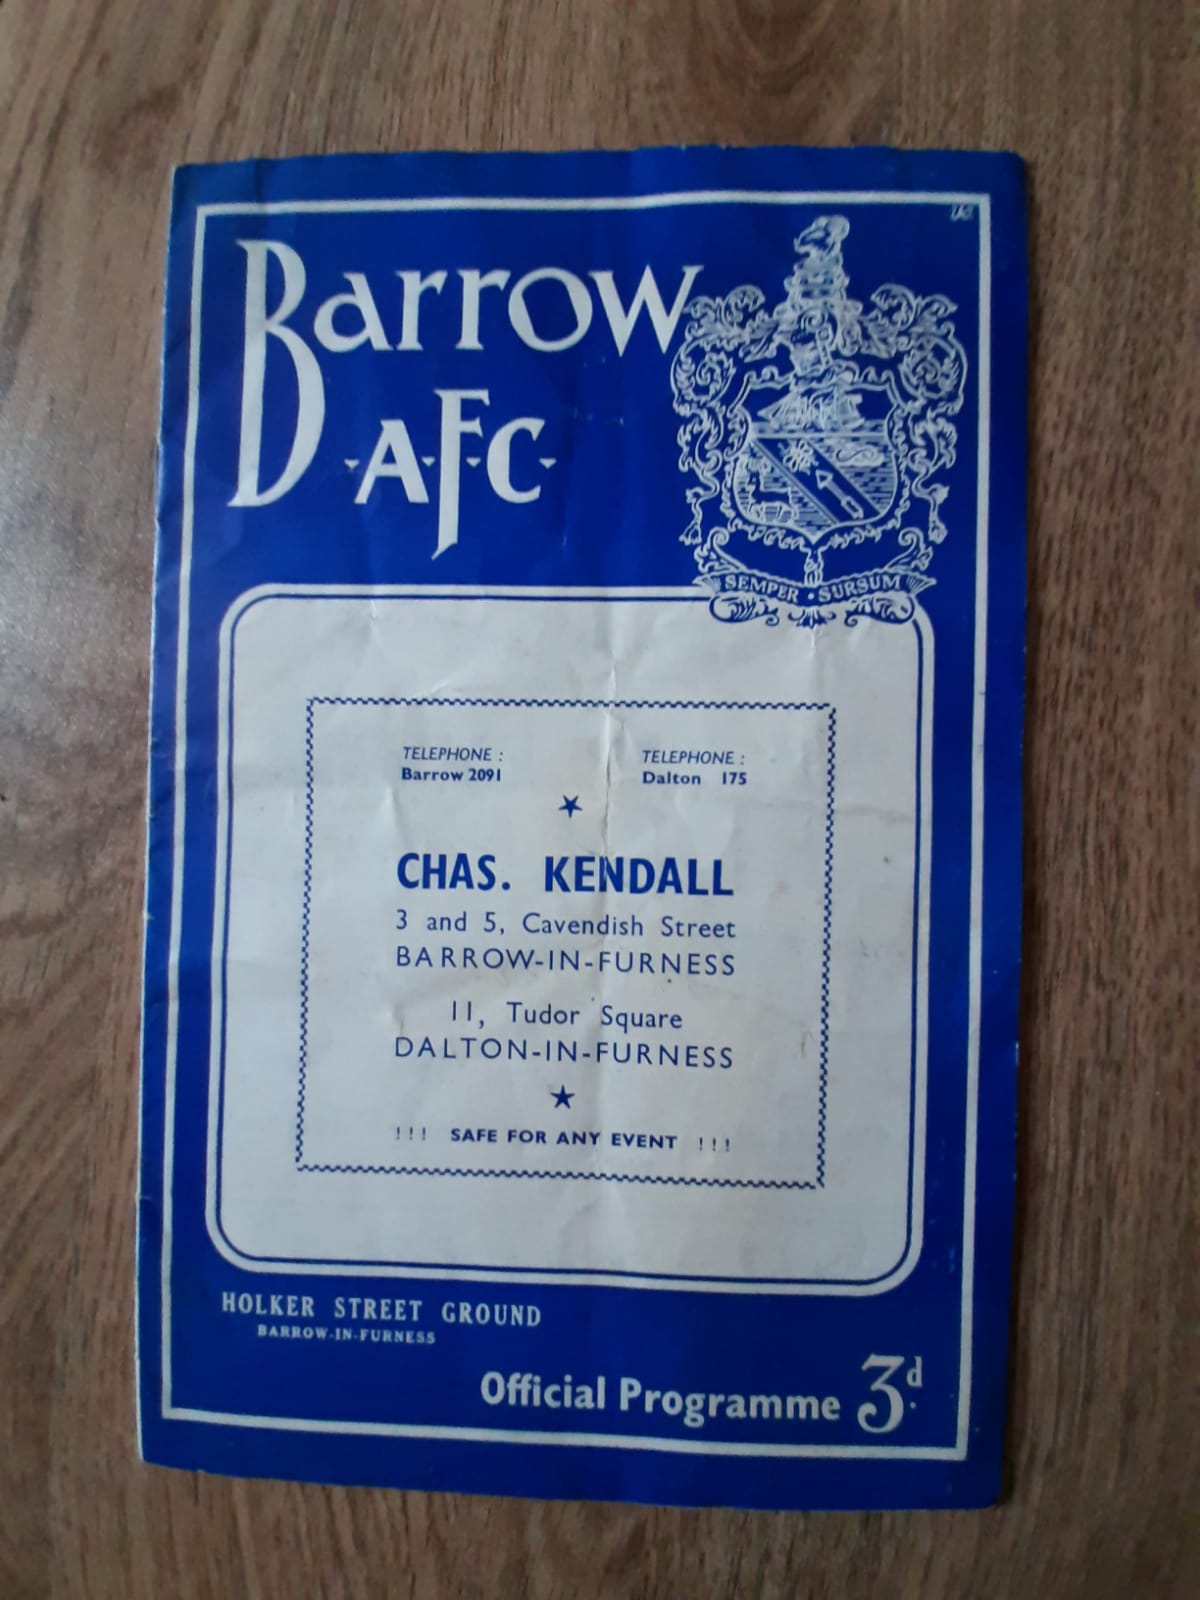 Barrow
A·F·C·
SEMPER · SURSUM
TELEPHONE :
Barrow 2091
TELEPHONE :
Dalton 175
CHAS. KENDALL
3 and 5, Cavendish Street
BARROW-IN-FURNESS
11, Tudor Square
DALTON-IN-FURNESS
!!! SAFE FOR ANY EVENT !!!
HOLKER STREET GROUND
BARROW-IN-FURNESS
Official Programme 3d.